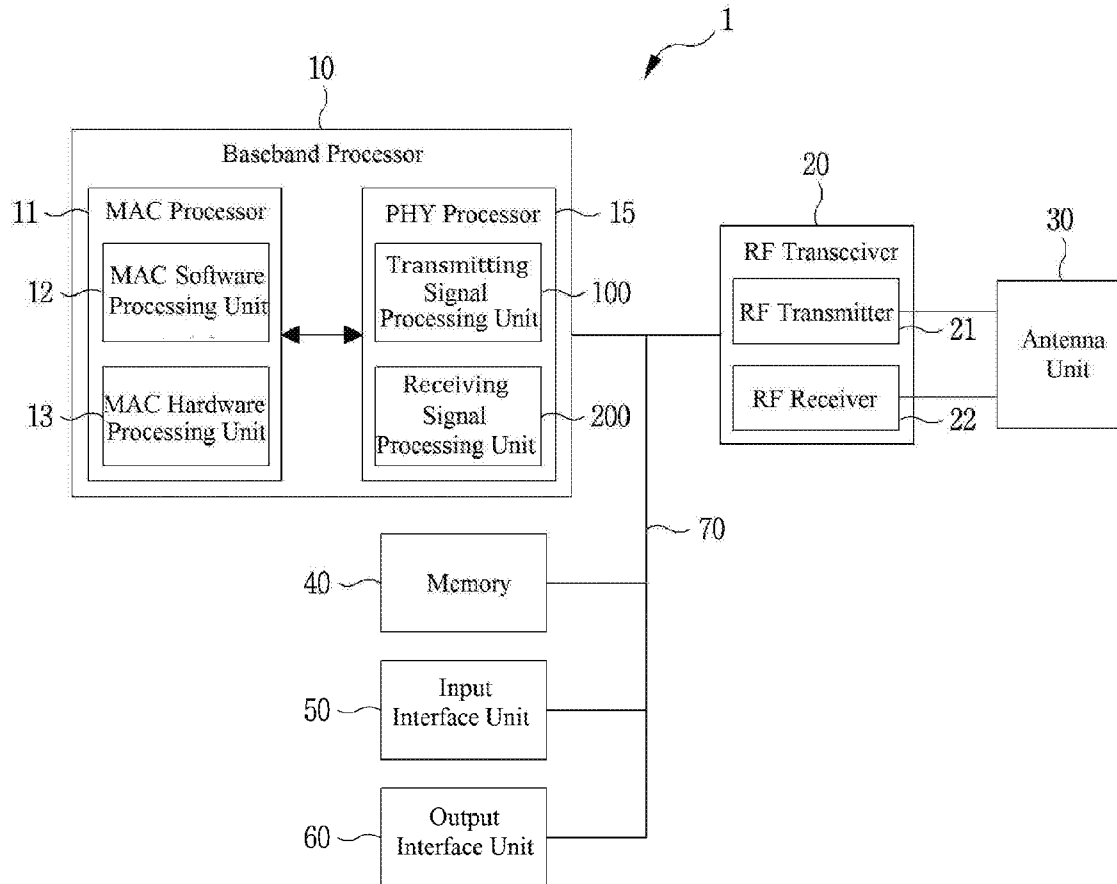 1
10
Baseband Processor
20
11
MAC Processor
PHY Processor
15
30
RF Transceiver
12
MAC Software
Processing Unit
Transmitting
Signal
Processing Unit
100
RF Transmitter
21
Antenna
Unit
13
MAC Hardware
Processing Unit
Receiving
Signal
Processing Unit
200
RF Receiver
22
70
40
Memory
50
Input
Interface Unit
60
Output
Interface Unit